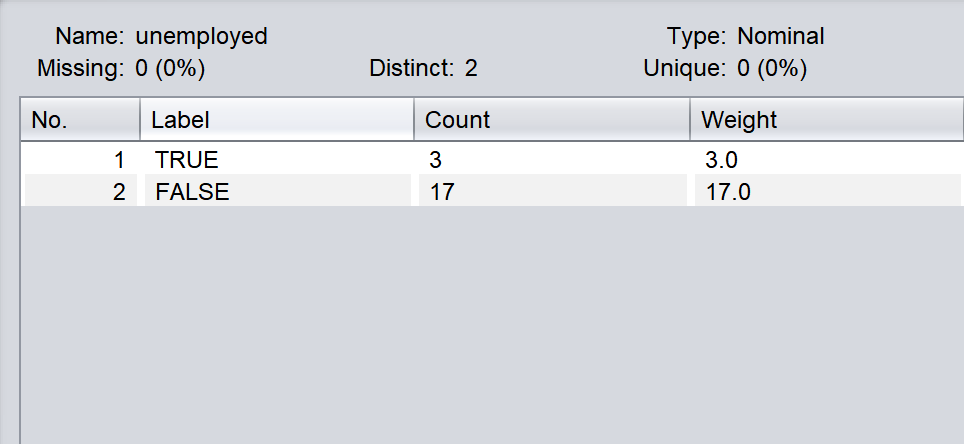 Name: unemployed Type: Nominal
Missing: 0 (0%) Distinct: 2 Unique: 0 (0%)
No. Label Count Weight
1 TRUE 3 3.0
2 FALSE 17 17.0